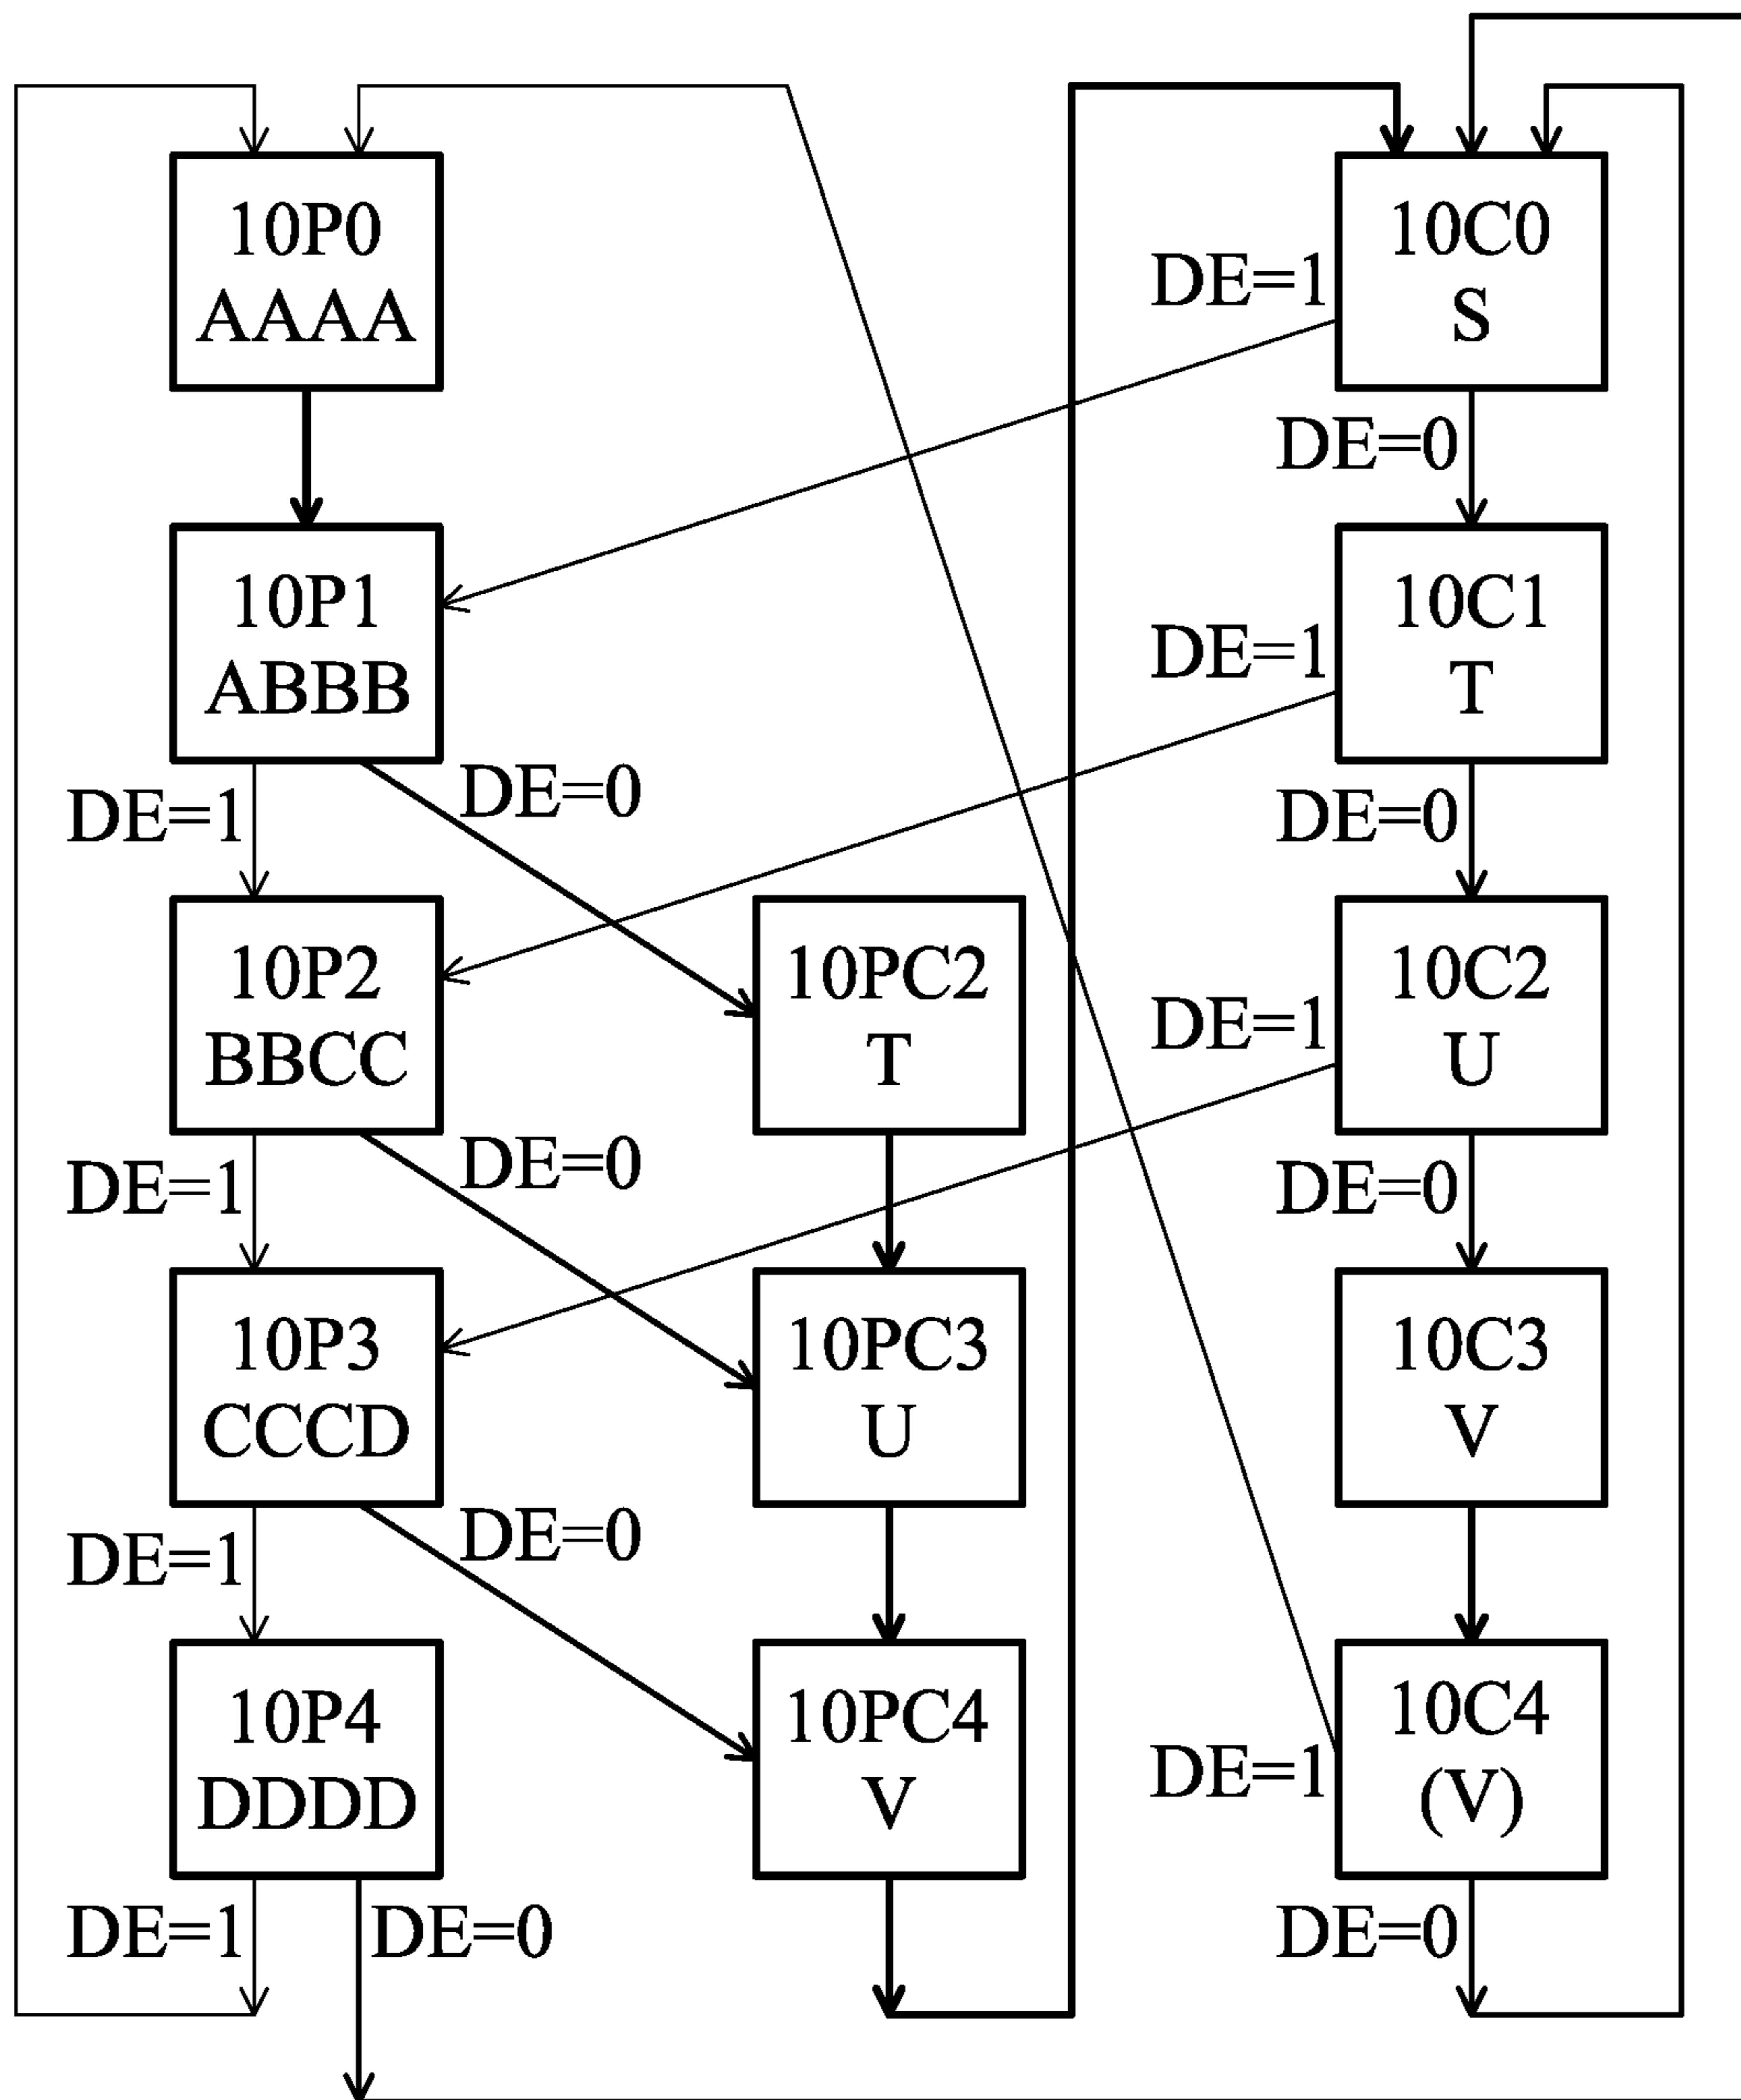 10P0
AAAA
DE=1
10C0
S
DE=0
10P1
ABBB
DE=1
10C1
T
DE=1
DE=0
DE=0
10P2
BBCC
10PC2
T
DE=1
10C2
U
DE=1
DE=0
DE=0
10P3
CCCD
10PC3
U
10C3
V
DE=1
DE=0
10P4
DDDD
10PC4
V
DE=1
10C4
(V)
DE=1
DE=0
DE=0